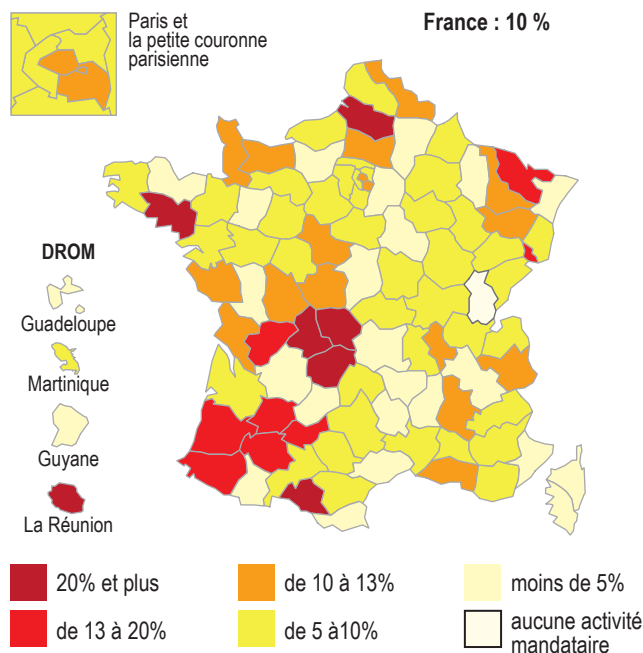 Paris et
la petite couronne
parisienne
France : 10 %
DROM
Guadeloupe
Martinique
Guyane
La Réunion
20% et plus
de 13 à 20%
de 10 à 13%
de 5 à10%
moins de 5%
aucune activité
mandataire